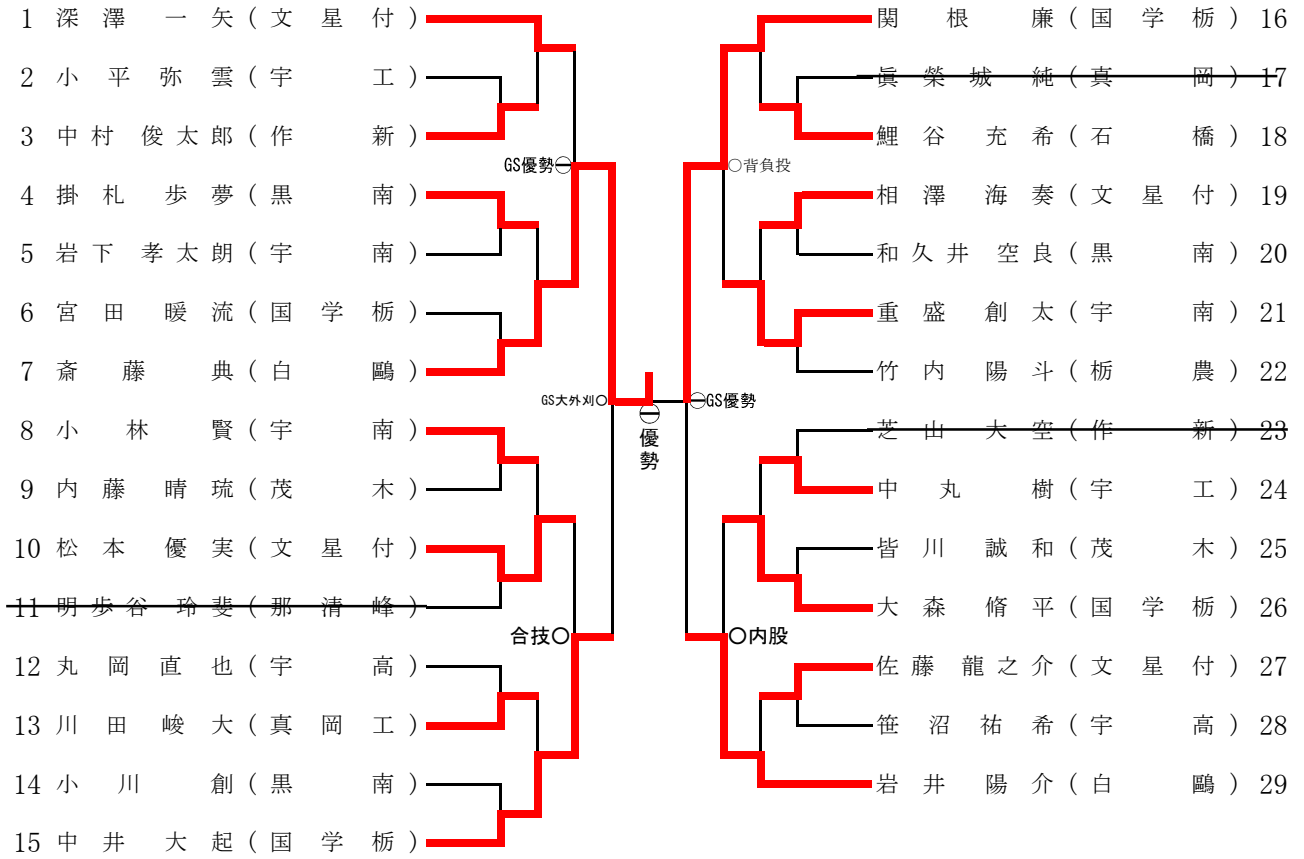 1 深澤 一矢(文星付)
2 小平弥雲(宇工)
3 中村俊太郎(作新)
4 掛札歩夢(黒南)
5 岩下孝太朗(宇南)
6 宮田暖流(国学栃)
7 斎藤典(白鷗)
8 小林賢(宇南)
9 内藤晴琉(茂木)
10 松本優実(文星付)
11 明歩谷玲斐(那清峰)
12 丸岡直也(宇高)
13 川田峻大(真岡工)
14 小川創(黒南)
15 中井大起(国学栃)
GS優勢○
GS大外刈○
合技○
優勢
○背負投
○GS優勢
○内股
関根廉(国学栃) 16
眞榮城純(真岡) 17
鯉谷充希(石橋) 18
相澤海奏(文星付) 19
和久井空良(黒南) 20
重盛創太(宇南) 21
竹内陽斗(栃農) 22
芝山大空(作新) 23
中丸樹(宇工) 24
皆川誠和(茂木) 25
大森脩平(国学栃) 26
佐藤龍之介(文星付) 27
笹沼祐希(宇高) 28
岩井陽介(白鷗) 29